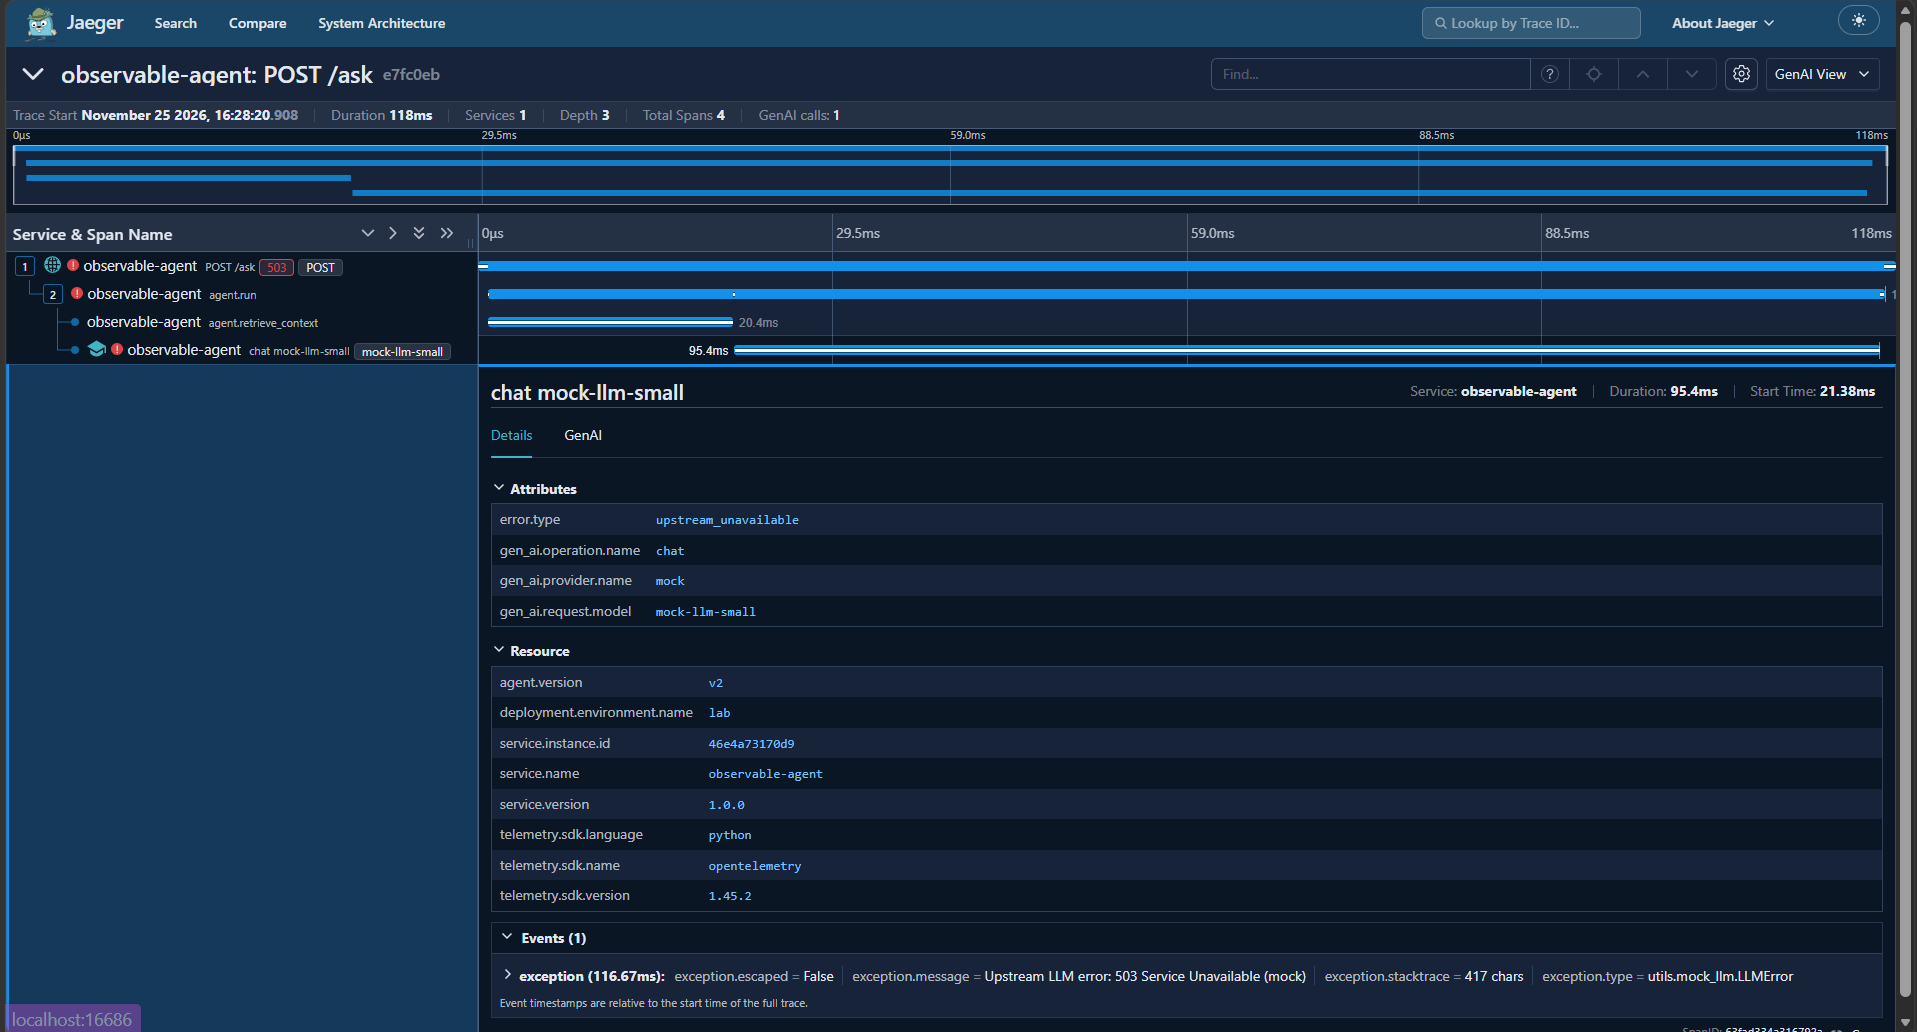 Jaeger Search Compare System Architecture Lookup by Trace ID... About Jaeger
observable-agent: POST /ask e7fc0eb Find... ? GenAI View
Trace Start November 25 2026, 16:28:20.908 Duration 118ms Services 1 Depth 3 Total Spans 4 GenAI calls: 1
0μs 29.5ms 59.0ms 88.5ms 118ms
Service & Span Name 0μs 29.5ms 59.0ms 88.5ms 118ms
1 observable-agent POST /ask 503 POST
2 observable-agent agent.run 1
observable-agent agent.retrieve_context 20.4ms
observable-agent chat mock-llm-small mock-llm-small 95.4ms
chat mock-llm-small Service: observable-agent Duration: 95.4ms Start Time: 21.38ms
Details GenAI
Attributes
error.type upstream_unavailable
gen_ai.operation.name chat
gen_ai.provider.name mock
gen_ai.request.model mock-llm-small
Resource
agent.version v2
deployment.environment.name lab
service.instance.id 46e4a73170d9
service.name observable-agent
service.version 1.0.0
telemetry.sdk.language python
telemetry.sdk.name opentelemetry
telemetry.sdk.version 1.45.2
Events (1)
exception (116.67ms): exception.escaped = False exception.message = Upstream LLM error: 503 Service Unavailable (mock) exception.stacktrace = 417 chars exception.type = utils.mock_llm.LLMError
Event timestamps are relative to the start time of the full trace.
localhost:16686